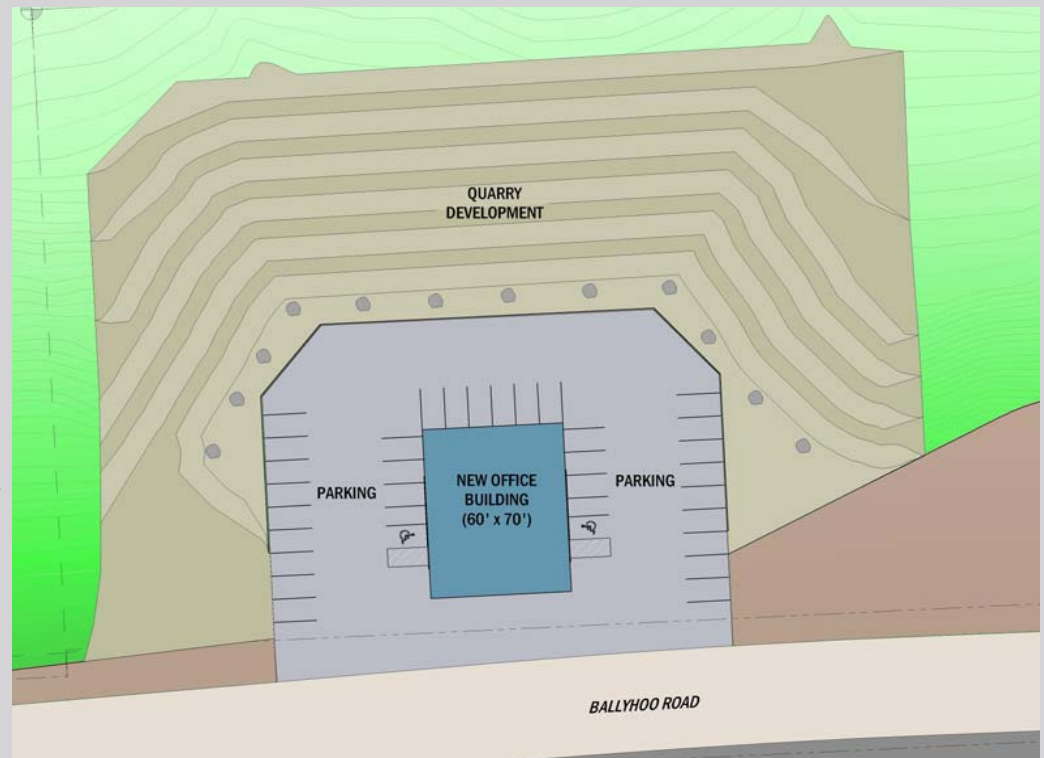 QUARRY
DEVELOPMENT
PARKING
NEW OFFICE
BUILDING
(60' x 70')
PARKING
BALLYHOO ROAD